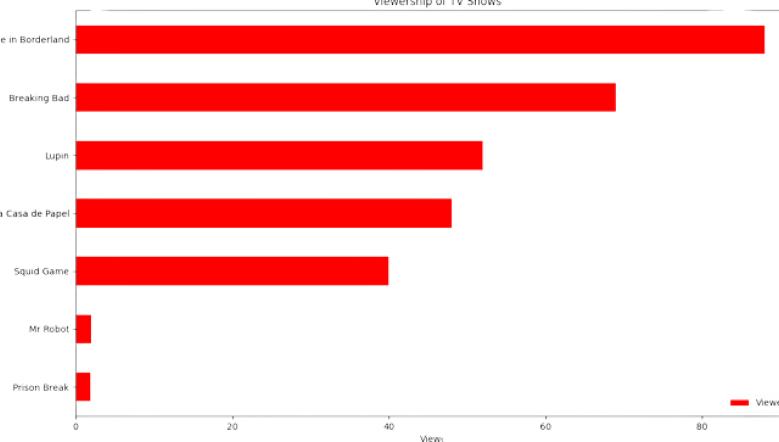 Viewership of TV Shows
e in Borderland
Breaking Bad
Lupin
a Casa de Papel
Squid Game
Mr Robot
Prison Break
0 20 40 60 80
Viewe